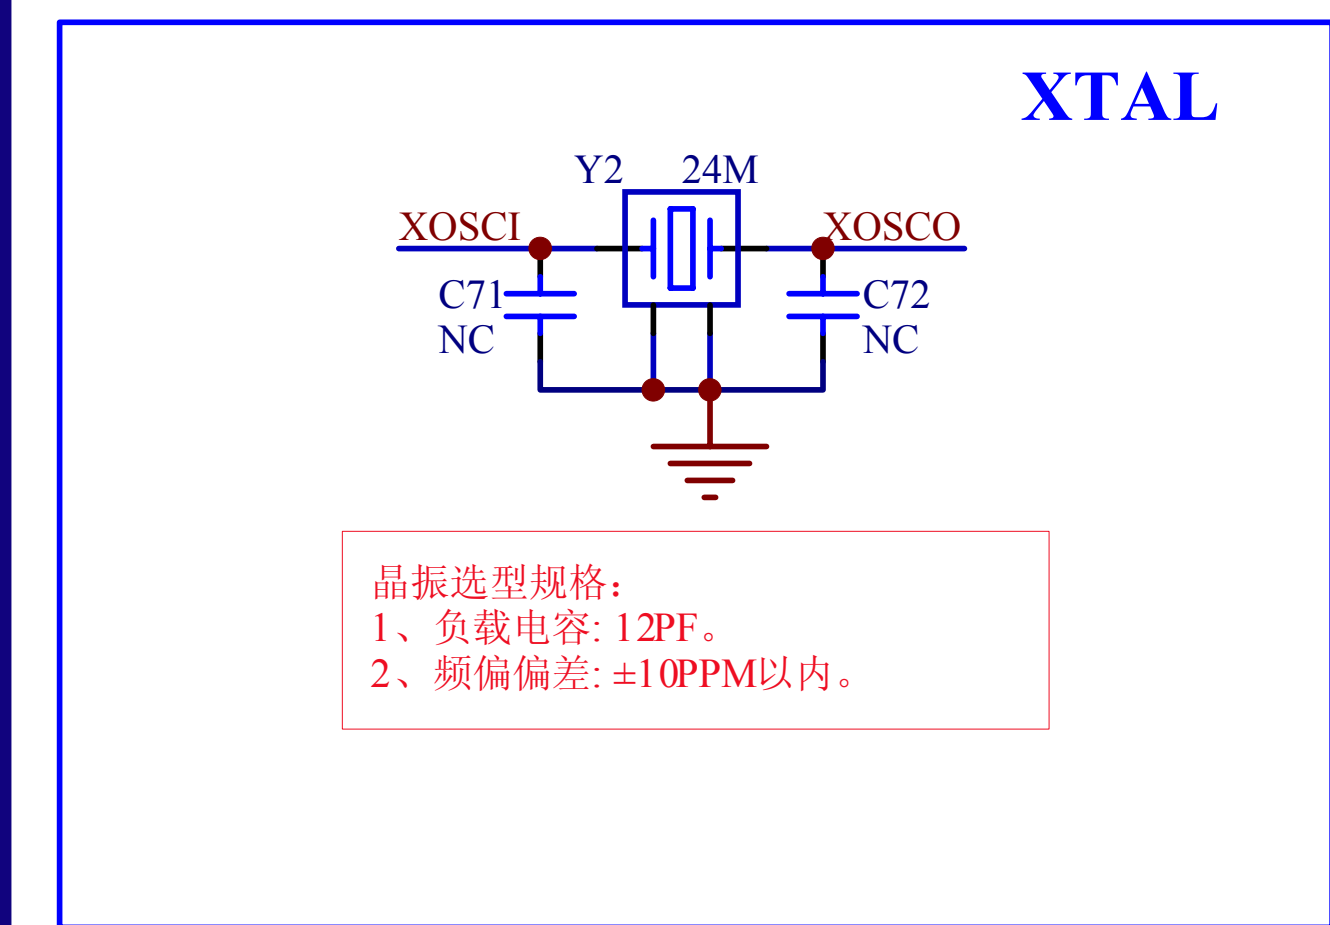 XTAL
Y2 24M
XOSCI XOSCO
C71 C72
NC NC
晶振选型规格：
1、负载电容: 12PF。
2、频偏偏差: ±10PPM以内。